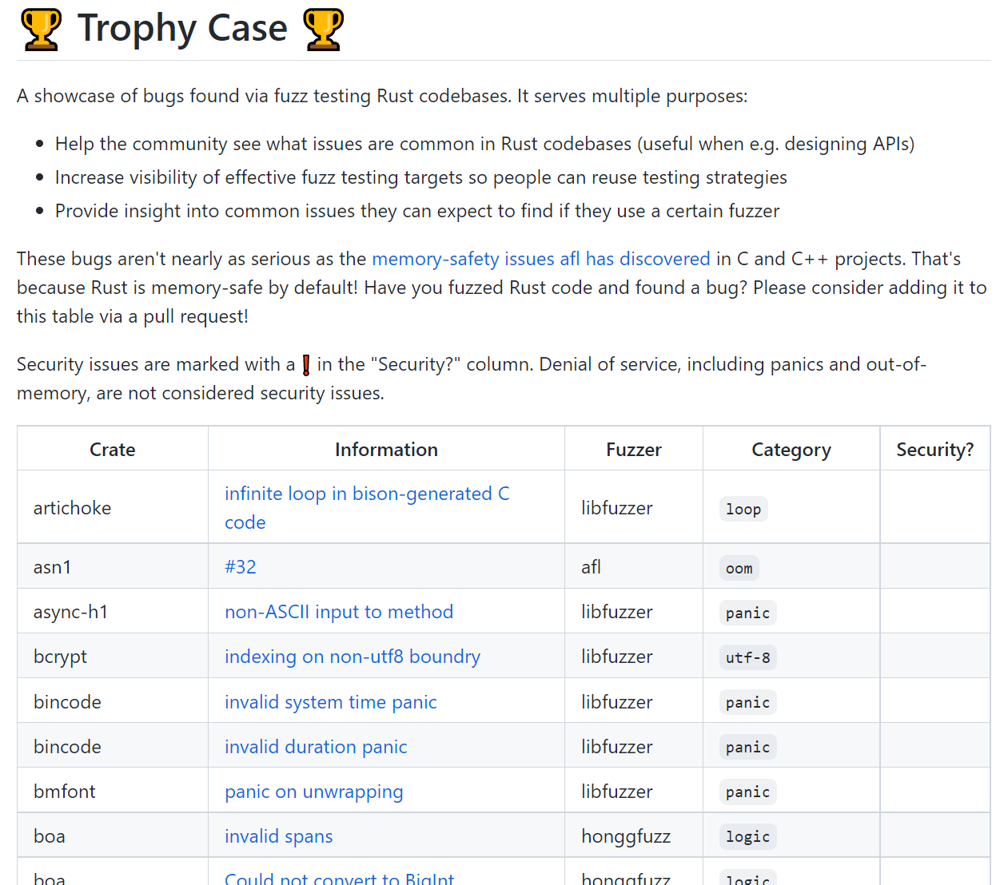 🏆 Trophy Case 🏆
A showcase of bugs found via fuzz testing Rust codebases. It serves multiple purposes:
• Help the community see what issues are common in Rust codebases (useful when e.g. designing APIs)
• Increase visibility of effective fuzz testing targets so people can reuse testing strategies
• Provide insight into common issues they can expect to find if they use a certain fuzzer
These bugs aren't nearly as serious as the memory-safety issues afl has discovered in C and C++ projects. That's
because Rust is memory-safe by default! Have you fuzzed Rust code and found a bug? Please consider adding it to
this table via a pull request!
Security issues are marked with a ❗ in the "Security?" column. Denial of service, including panics and out-of-
memory, are not considered security issues.
Crate Information Fuzzer Category Security?
artichoke infinite loop in bison-generated C
code libfuzzer loop
asn1 #32 afl oom
async-h1 non-ASCII input to method libfuzzer panic
bcrypt indexing on non-utf8 boundry libfuzzer utf-8
bincode invalid system time panic libfuzzer panic
bincode invalid duration panic libfuzzer panic
bmfont panic on unwrapping libfuzzer panic
boa invalid spans honggfuzz logic
boa Could not convert to BigInt honggfuzz logic